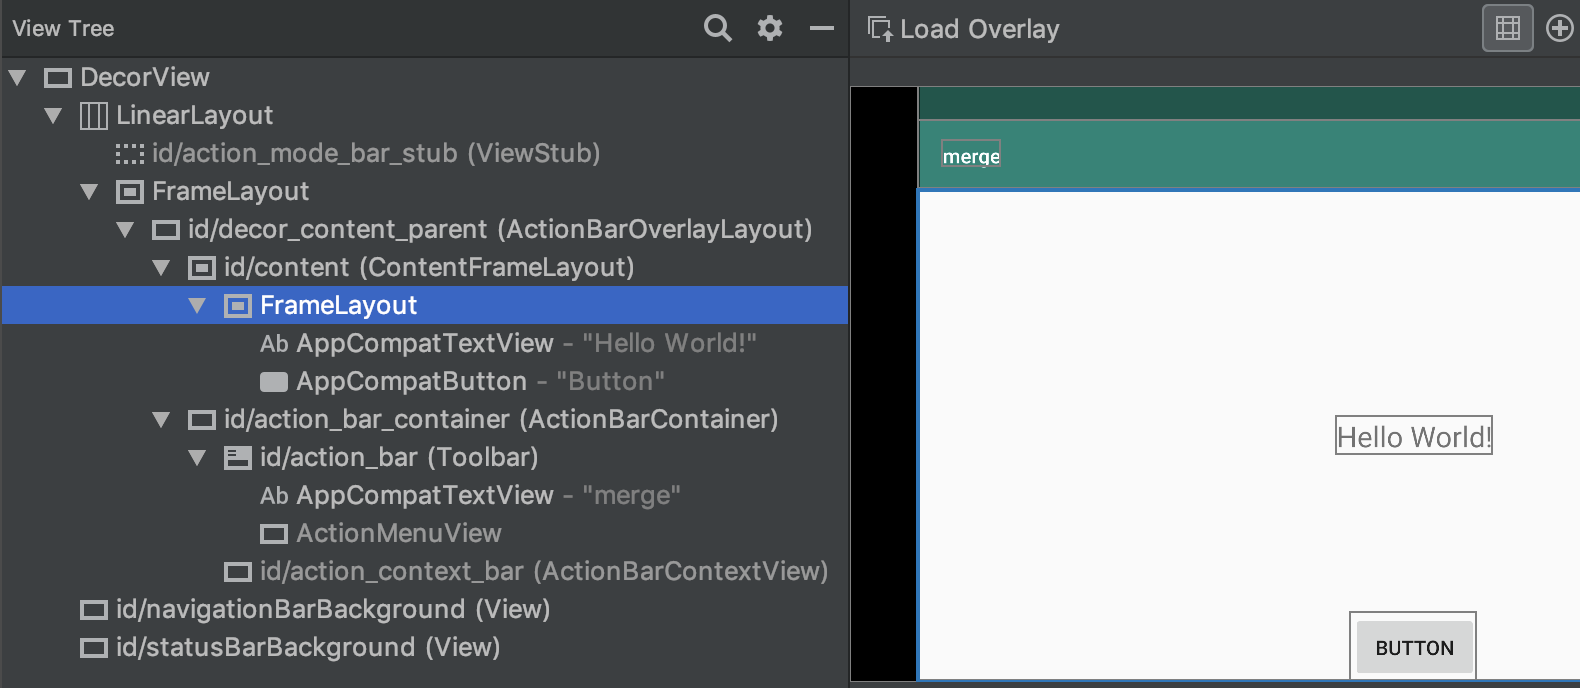 View Tree
Load Overlay
DecorView
LinearLayout
id/action_mode_bar_stub (ViewStub)
FrameLayout
id/decor_content_parent (ActionBarOverlayLayout)
id/content (ContentFrameLayout)
FrameLayout
Ab AppCompatTextView - "Hello World!"
AppCompatButton - "Button"
id/action_bar_container (ActionBarContainer)
id/action_bar (Toolbar)
Ab AppCompatTextView - "merge"
ActionMenuView
id/action_context_bar (ActionBarContextView)
id/navigationBarBackground (View)
id/statusBarBackground (View)
merge
Hello World!
BUTTON